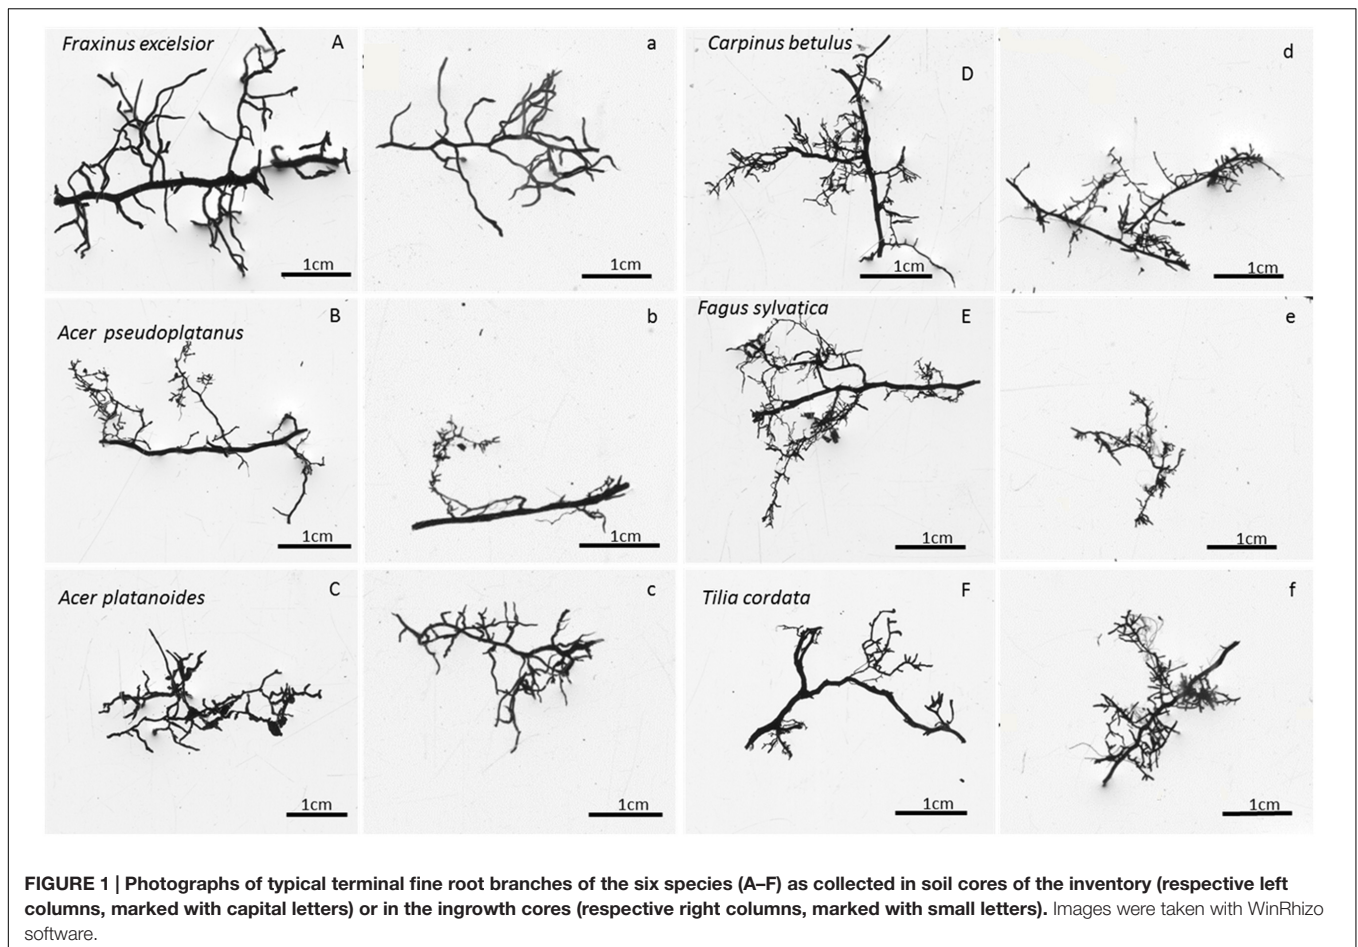 Fraxinus excelsior A
a
Carpinus betulus
D
d
1cm
1cm
1cm
1cm
Acer pseudoplatanus B
b
Fagus sylvatica E
e
1cm
1cm
1cm
1cm
Acer platanoides C
c
Tilia cordata F
f
1cm
1cm
1cm
1cm
FIGURE 1 | Photographs of typical terminal fine root branches of the six species (A–F) as collected in soil cores of the inventory (respective left
columns, marked with capital letters) or in the ingrowth cores (respective right columns, marked with small letters). Images were taken with WinRhizo
software.